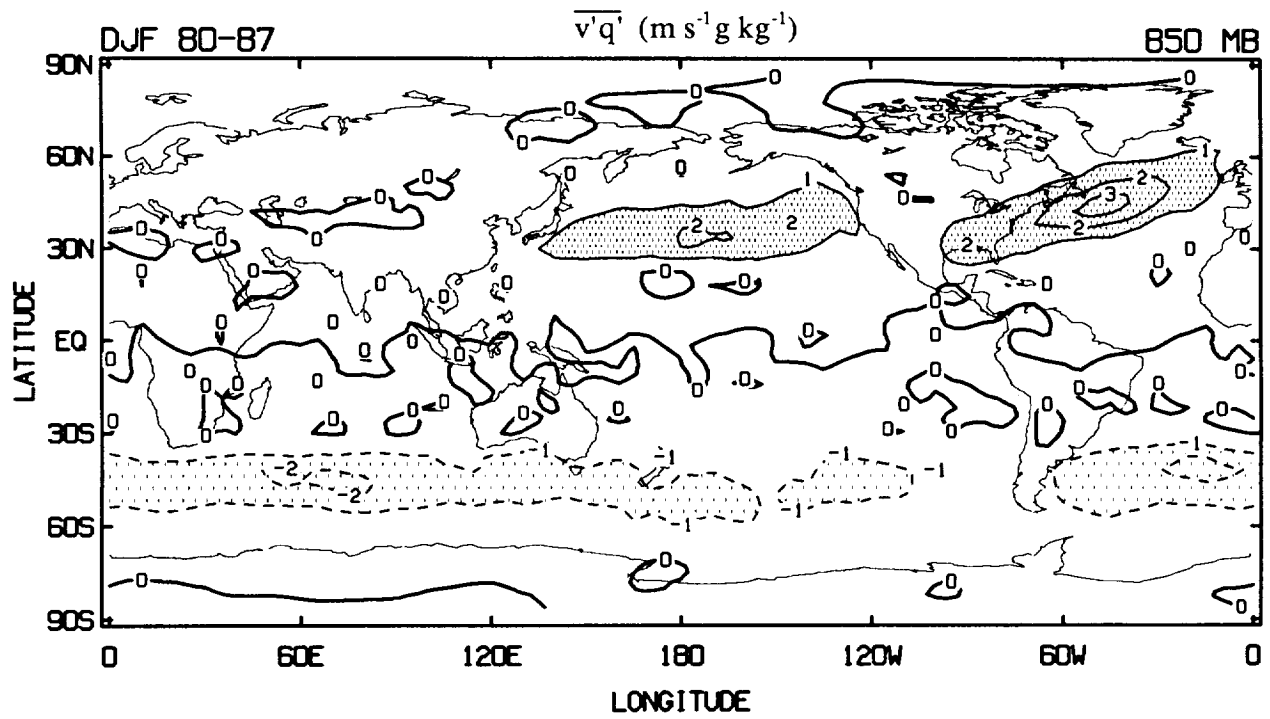 v'q' (m s⁻¹g kg⁻¹)
DJF 80-87
850 MB
90N
60N
30N
EQ
30S
60S
90S
LATITUDE
0 60E 120E 180 120W 60W 0
LONGITUDE